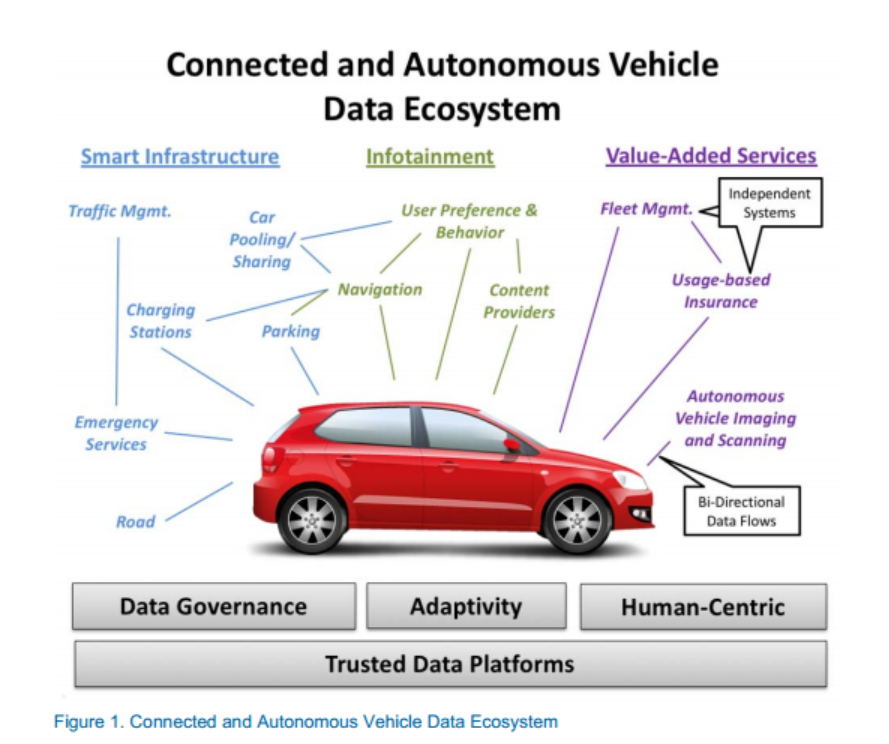 Connected and Autonomous Vehicle
Data Ecosystem
Smart Infrastructure
Infotainment
Value-Added Services
Traffic Mgmt.
Car
Pooling/
Sharing
User Preference &
Behavior
Fleet Mgmt.
Independent
Systems
Charging
Stations
Parking
Navigation
Content
Providers
Usage-based
Insurance
Emergency
Services
Autonomous
Vehicle Imaging
and Scanning
Road
Bi-Directional
Data Flows
Data Governance
Adaptivity
Human-Centric
Trusted Data Platforms
Figure 1. Connected and Autonomous Vehicle Data Ecosystem